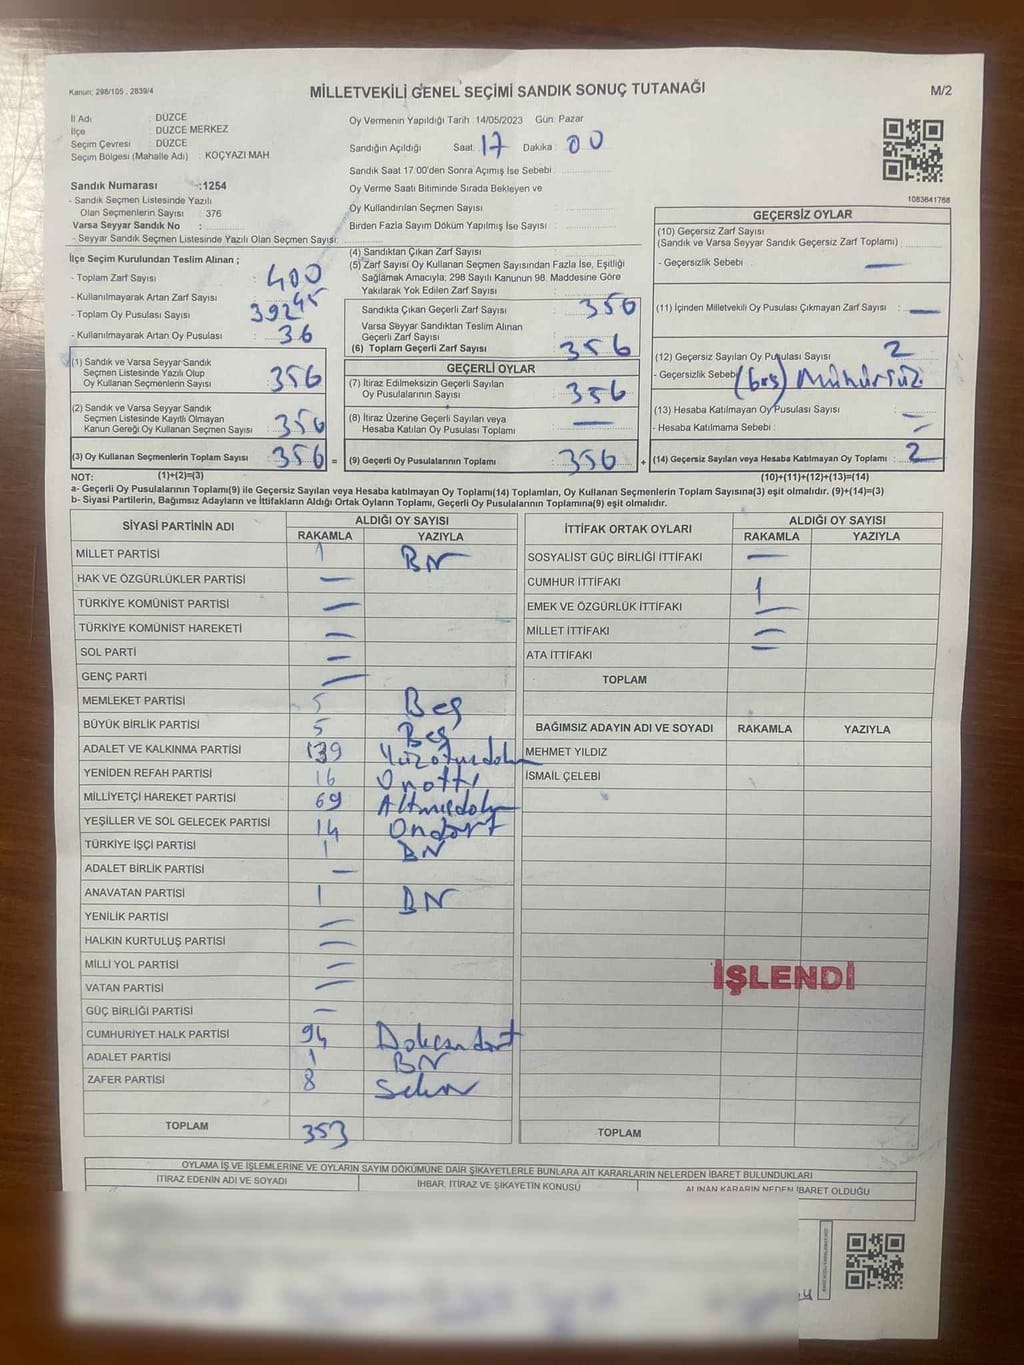 Kanun; 298/105 , 2839/4
MİLLETVEKİLİ GENEL SEÇİMİ SANDIK SONUÇ TUTANAĞI
M/2
İl Adı : DÜZCE
İlçe : DÜZCE MERKEZ
Seçim Çevresi : DÜZCE
Seçim Bölgesi (Mahalle Adı) : KOÇYAZI MAH
Sandık Numarası :1254
- Sandık Seçmen Listesinde Yazılı
Olan Seçmenlerin Sayısı : 376
Varsa Seyyar Sandık No :
- Seyyar Sandık Seçmen Listesinde Yazılı Olan Seçmen Sayısı:
Oy Vermenin Yapıldığı Tarih : 14/05/2023 Gün: Pazar
Sandığın Açıldığı Saat: 17 Dakika : 00
Sandık Saat 17:00'den Sonra Açımış İse Sebebi :
Oy Verme Saati Bitiminde Sırada Bekleyen ve
Oy Kullandırılan Seçmen Sayısı
Birden Fazla Sayım Döküm Yapılmış İse Sayısı :
1083641768
İlçe Seçim Kurulundan Teslim Alınan ;
- Toplam Zarf Sayısı : 400
- Kullanılmayarak Artan Zarf Sayısı : 45
- Toplam Oy Pusulası Sayısı : 392
- Kullanılmayarak Artan Oy Pusulası : 36
(1) Sandık ve Varsa Seyyar Sandık
Seçmen Listesinde Yazılı Olup
Oy Kullanan Seçmenlerin Sayısı : 356
(2) Sandık ve Varsa Seyyar Sandık
Seçmen Listesinde Kayıtlı Olmayan
Kanun Gereği Oy Kullanan Seçmen Sayısı : 356
(3) Oy Kullanan Seçmenlerin Toplam Sayısı : 356 =
(4) Sandıktan Çıkan Zarf Sayısı :
(5) Zarf Sayısı Oy Kullanan Seçmen Sayısından Fazla İse, Eşitliği
Sağlamak Amacıyla; 298 Sayılı Kanunun 98. Maddesine Göre
Yakılarak Yok Edilen Zarf Sayısı :
Sandıkta Çıkan Geçerli Zarf Sayısı : 356
Varsa Seyyar Sandıktan Teslim Alınan
Geçerli Zarf Sayısı :
(6) Toplam Geçerli Zarf Sayısı : 356
GEÇERLİ OYLAR
(7) İtiraz Edilmeksizin Geçerli Sayılan
Oy Pusulalarının Sayısı : 356
(8) İtiraz Üzerine Geçerli Sayılan veya
Hesaba Katılan Oy Pusulası Toplamı : —
(9) Geçerli Oy Pusulalarının Toplamı : 356 +
GEÇERSİZ OYLAR
(10) Geçersiz Zarf Sayısı
(Sandık ve Varsa Seyyar Sandık Geçersiz Zarf Toplamı)
- Geçersizlik Sebebi : —
(11) İçinden Milletvekili Oy Pusulası Çıkmayan Zarf Sayısı : —
(12) Geçersiz Sayılan Oy Pusulası Sayısı : 2
- Geçersizlik Sebebi (boş) Mühürsüz
(13) Hesaba Katılmayan Oy Pusulası Sayısı : —
- Hesaba Katılmama Sebebi : —
(14) Geçersiz Sayılan veya Hesaba Katılmayan Oy Toplamı : 2
NOT: (1)+(2)=(3) (10)+(11)+(12)+(13)=(14)
a- Geçerli Oy Pusulalarının Toplamı(9) ile Geçersiz Sayılan veya Hesaba katılmayan Oy Toplamı(14) Toplamları, Oy Kullanan Seçmenlerin Toplam Sayısına(3) eşit olmalıdır. (9)+(14)=(3)
b- Siyasi Partilerin, Bağımsız Adayların ve İttifakların Aldığı Ortak Oyların Toplamı, Geçerli Oy Pusulalarının Toplamına(9) eşit olmalıdır.
SİYASİ PARTİNİN ADI ALDIĞI OY SAYISI
RAKAMLA YAZIYLA
MİLLET PARTİSİ 1 BİR
HAK VE ÖZGÜRLÜKLER PARTİSİ —
TÜRKİYE KOMÜNİST PARTİSİ —
TÜRKİYE KOMÜNİST HAREKETİ —
SOL PARTİ —
GENÇ PARTİ —
MEMLEKET PARTİSİ 5 Beş
BÜYÜK BİRLİK PARTİSİ 5 Beş
ADALET VE KALKINMA PARTİSİ 139 Yüzotuzdok
YENİDEN REFAH PARTİSİ 16 Onaltı
MİLLİYETÇİ HAREKET PARTİSİ 69 Altmışdok
YEŞİLLER VE SOL GELECEK PARTİSİ 14 Ondört
TÜRKİYE İŞÇİ PARTİSİ 1 BİR
ADALET BİRLİK PARTİSİ —
ANAVATAN PARTİSİ 1 BİR
YENİLİK PARTİSİ —
HALKIN KURTULUŞ PARTİSİ —
MİLLİ YOL PARTİSİ —
VATAN PARTİSİ —
GÜÇ BİRLİĞİ PARTİSİ —
CUMHURİYET HALK PARTİSİ 94 Doksandört
ADALET PARTİSİ 1 BİR
ZAFER PARTİSİ 8 Sekiz
TOPLAM 353
İTTİFAK ORTAK OYLARI ALDIĞI OY SAYISI
RAKAMLA YAZIYLA
SOSYALİST GÜÇ BİRLİĞİ İTTİFAKI —
CUMHUR İTTİFAKI 1
EMEK VE ÖZGÜRLÜK İTTİFAKI —
MİLLET İTTİFAKI —
ATA İTTİFAKI —
TOPLAM
BAĞIMSIZ ADAYIN ADI VE SOYADI RAKAMLA YAZIYLA
MEHMET YILDIZ
İSMAİL ÇELEBİ
İŞLENDİ
TOPLAM
OYLAMA İŞ VE İŞLEMLERİNE VE OYLARIN SAYIM DÖKÜMÜNE DAİR ŞİKAYETLERLE BUNLARA AİT KARARLARIN NELERDEN İBARET BULUNDUKLARI
İTİRAZ EDENİN ADI VE SOYADI İHBAR, İTİRAZ VE ŞİKAYETİN KONUSU ALINAN KARARIN NEDEN İBARET OLDUĞU